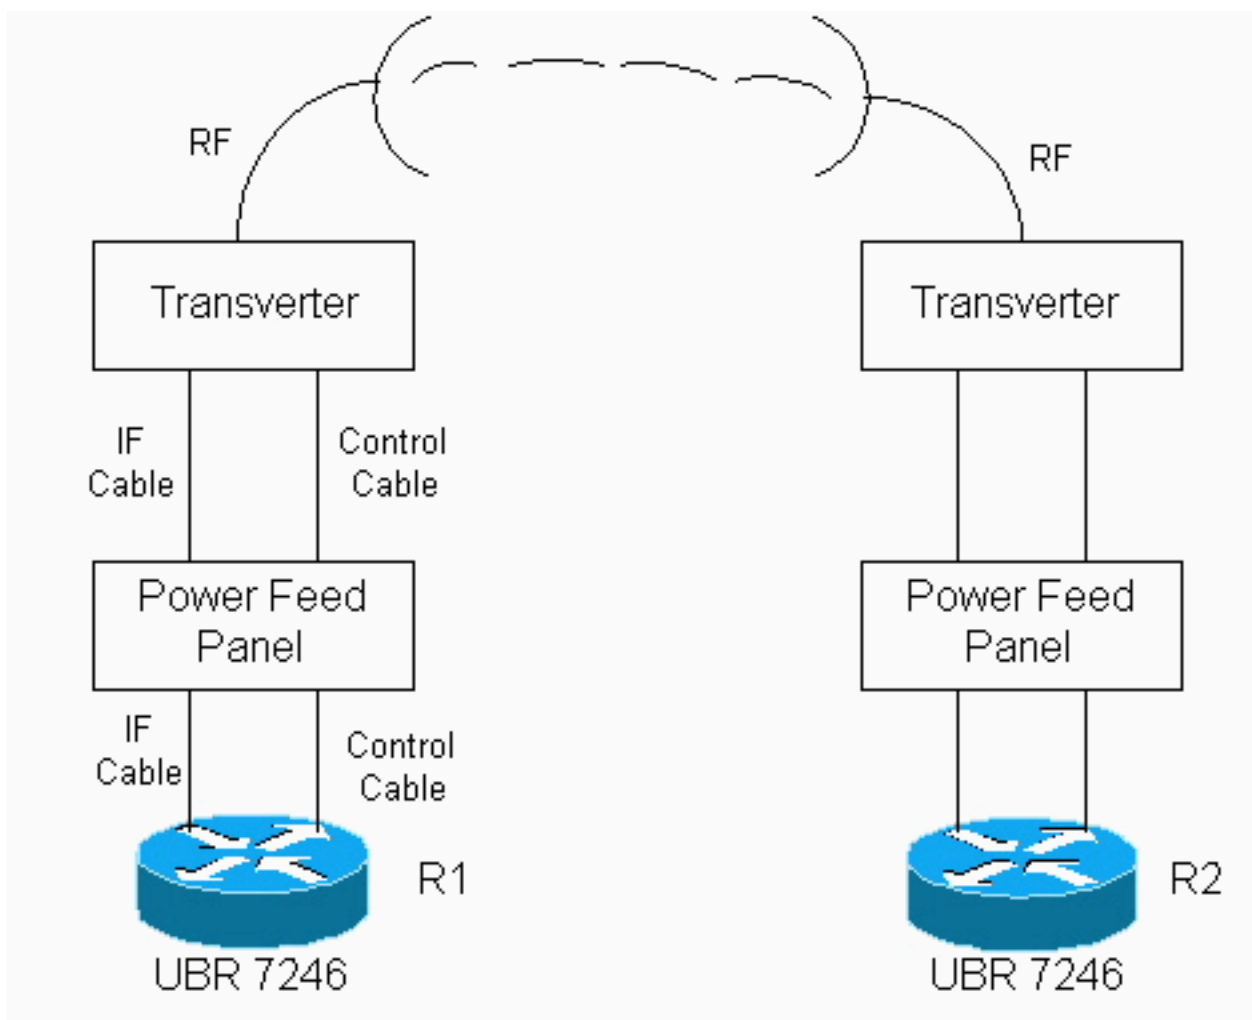 RF
RF
Transverter
Transverter
IF
Cable
Control
Cable
Power Feed
Panel
Power Feed
Panel
IF
Cable
Control
Cable
R1
R2
UBR 7246
UBR 7246